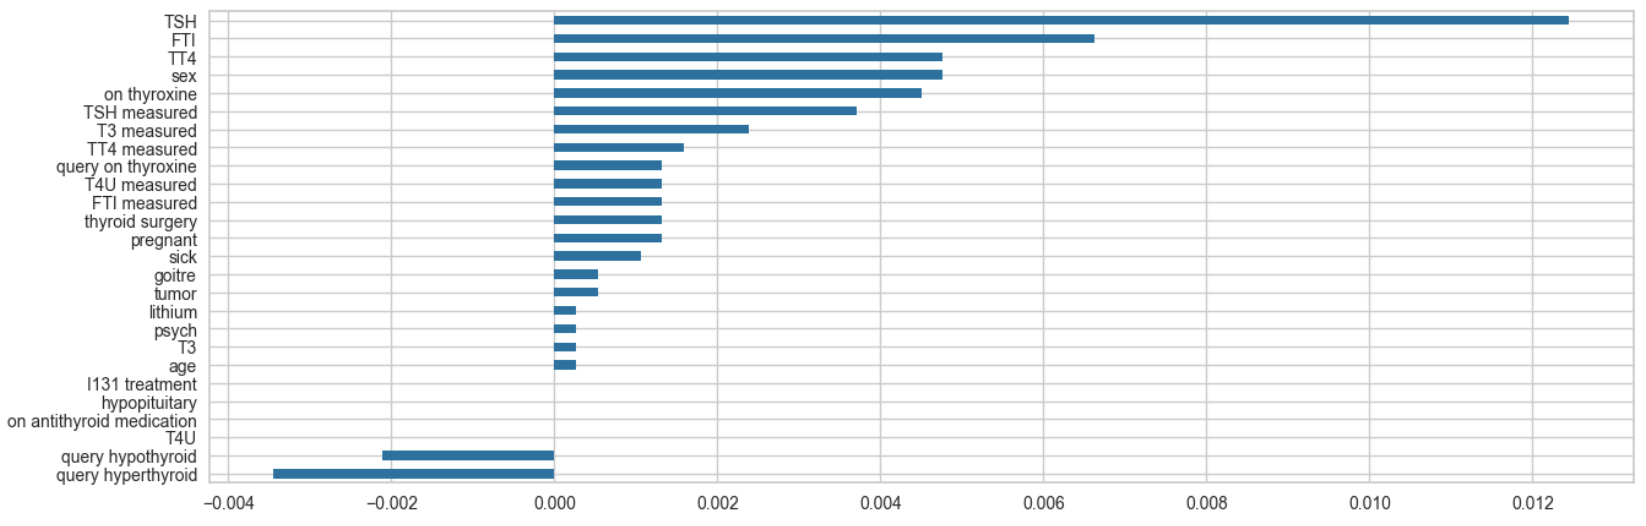 TSH
FTI
TT4
sex
on thyroxine
TSH measured
T3 measured
TT4 measured
query on thyroxine
T4U measured
FTI measured
thyroid surgery
pregnant
sick
goitre
tumor
lithium
psych
T3
age
I131 treatment
hypopituitary
on antithyroid medication
T4U
query hypothyroid
query hyperthyroid
−0.004 −0.002 0.000 0.002 0.004 0.006 0.008 0.010 0.012